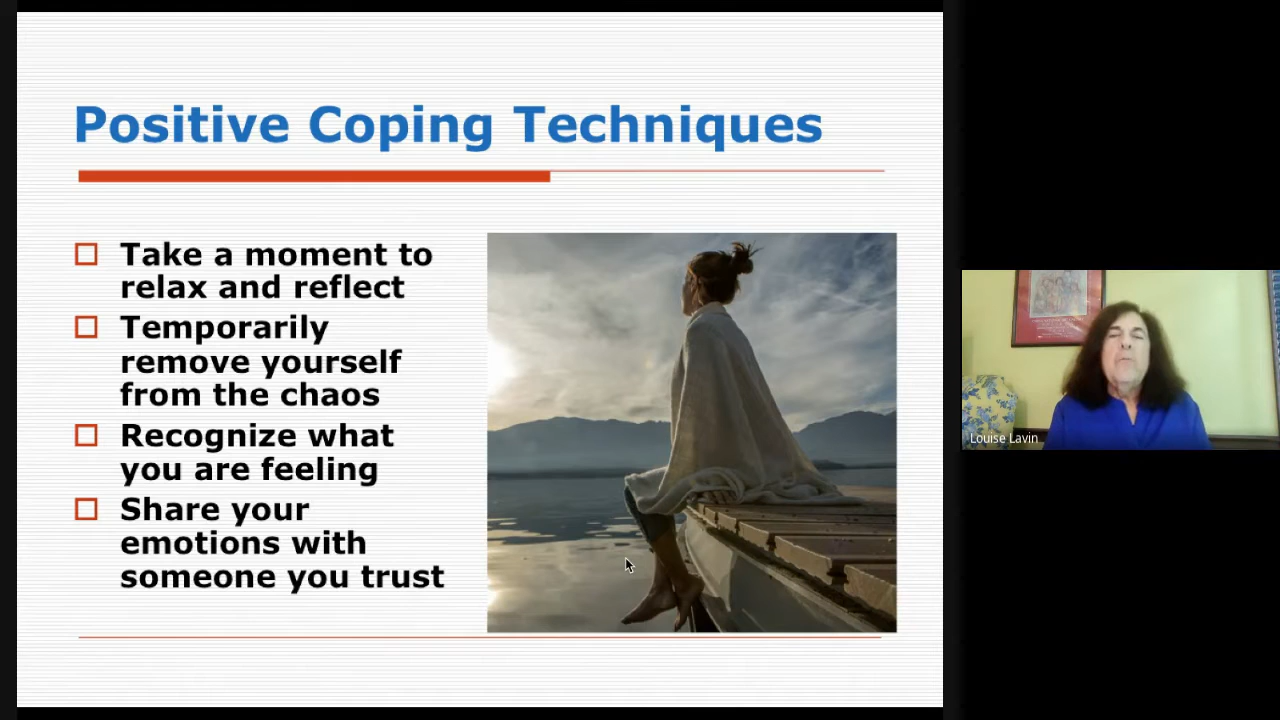 Positive Coping Techniques
Take a moment to
relax and reflect
Temporarily
remove yourself
from the chaos
Recognize what
you are feeling
Share your
emotions with
someone you trust
Louise Lavin